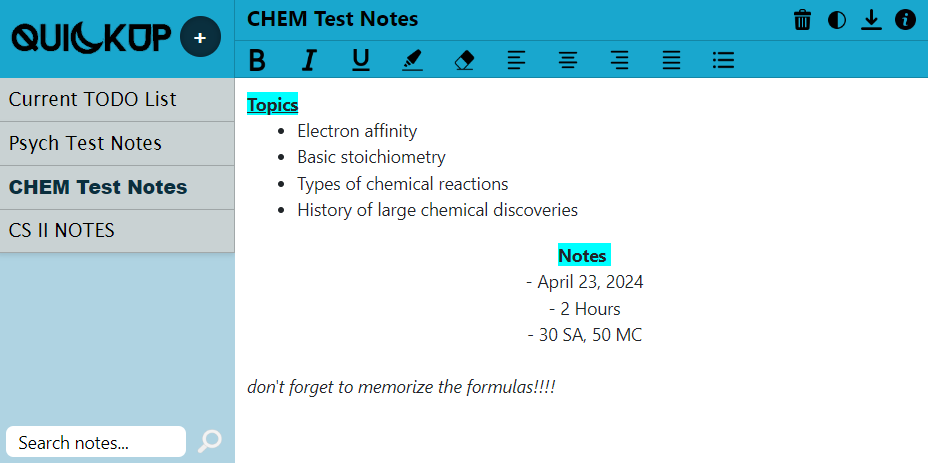 QUICKUP
+
CHEM Test Notes
B I U
Current TODO List
Psych Test Notes
CHEM Test Notes
CS II NOTES
Search notes...
Topics
• Electron affinity
• Basic stoichiometry
• Types of chemical reactions
• History of large chemical discoveries
Notes
- April 23, 2024
- 2 Hours
- 30 SA, 50 MC
don't forget to memorize the formulas!!!!